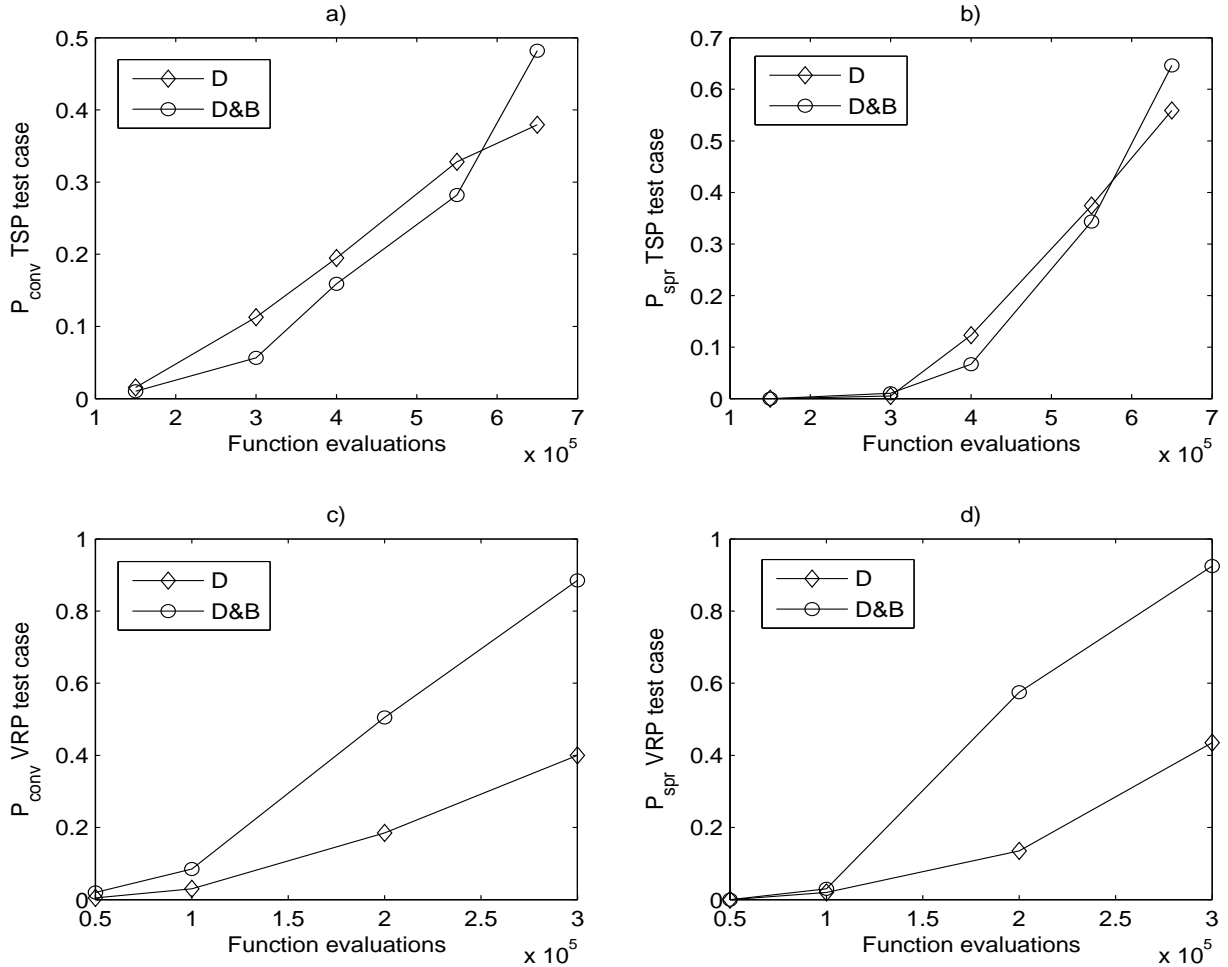 a)
0.5
0.4
0.3
0.2
0.1
0
P_conv TSP test case
D
D&B
1 2 3 4 5 6 7
Function evaluations
x 10^5
b)
0.7
0.6
0.5
0.4
0.3
0.2
0.1
0
P_spr TSP test case
D
D&B
1 2 3 4 5 6 7
Function evaluations
x 10^5
c)
1
0.8
0.6
0.4
0.2
0
P_conv VRP test case
D
D&B
0.5 1 1.5 2 2.5 3
Function evaluations
x 10^5
d)
1
0.8
0.6
0.4
0.2
0
P_spr VRP test case
D
D&B
0.5 1 1.5 2 2.5 3
Function evaluations
x 10^5